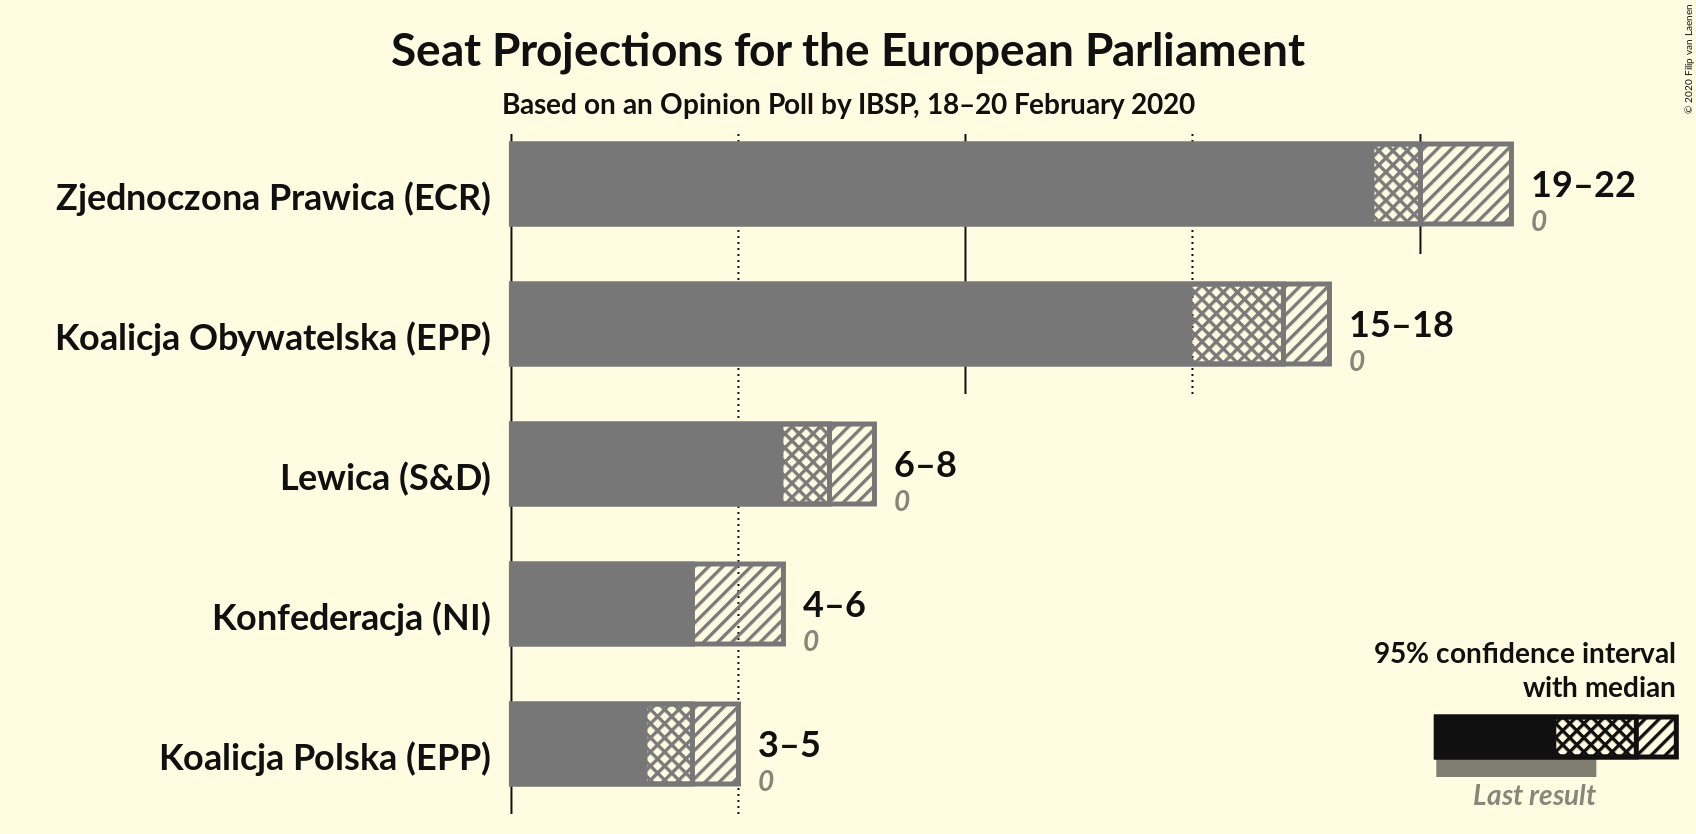 Seat Projections for the European Parliament
Based on an Opinion Poll by IBSP, 18–20 February 2020
© 2020 Filip van Laenen
Zjednoczona Prawica (ECR)
19–22
0
Koalicja Obywatelska (EPP)
15–18
0
Lewica (S&D)
6–8
0
Konfederacja (NI)
4–6
0
Koalicja Polska (EPP)
3–5
0
95% confidence interval
with median
Last result